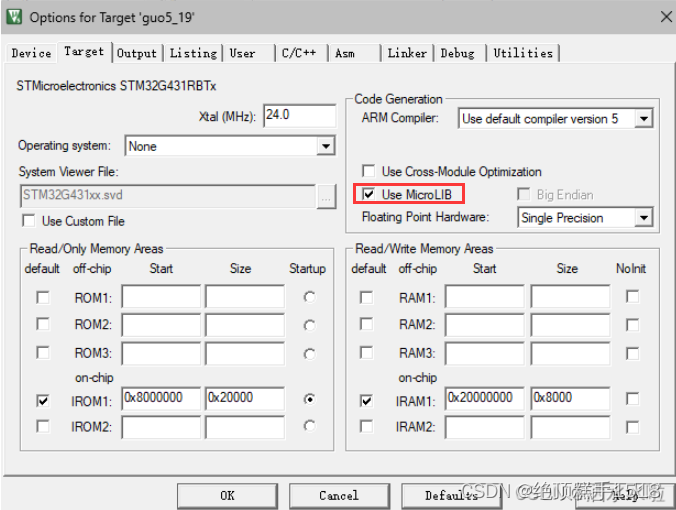 Options for Target 'guo5_19'
Device Target Output Listing User C/C++ Asm Linker Debug Utilities
STMicroelectronics STM32G431RBTx
Xtal (MHz): 24.0
Operating system: None
System Viewer File:
STM32G431xx.svd ...
Use Custom File
Code Generation
ARM Compiler: Use default compiler version 5
Use Cross-Module Optimization
Use MicroLIB Big Endian
Floating Point Hardware: Single Precision
Read/Only Memory Areas
default off-chip Start Size Startup
ROM1:
ROM2:
ROM3:
on-chip
IROM1: 0x8000000 0x20000
IROM2:
Read/Write Memory Areas
default off-chip Start Size NoInit
RAM1:
RAM2:
RAM3:
on-chip
IRAM1: 0x20000000 0x8000
IRAM2:
OK Cancel Defaults Help
CSDN @绝顶糕手